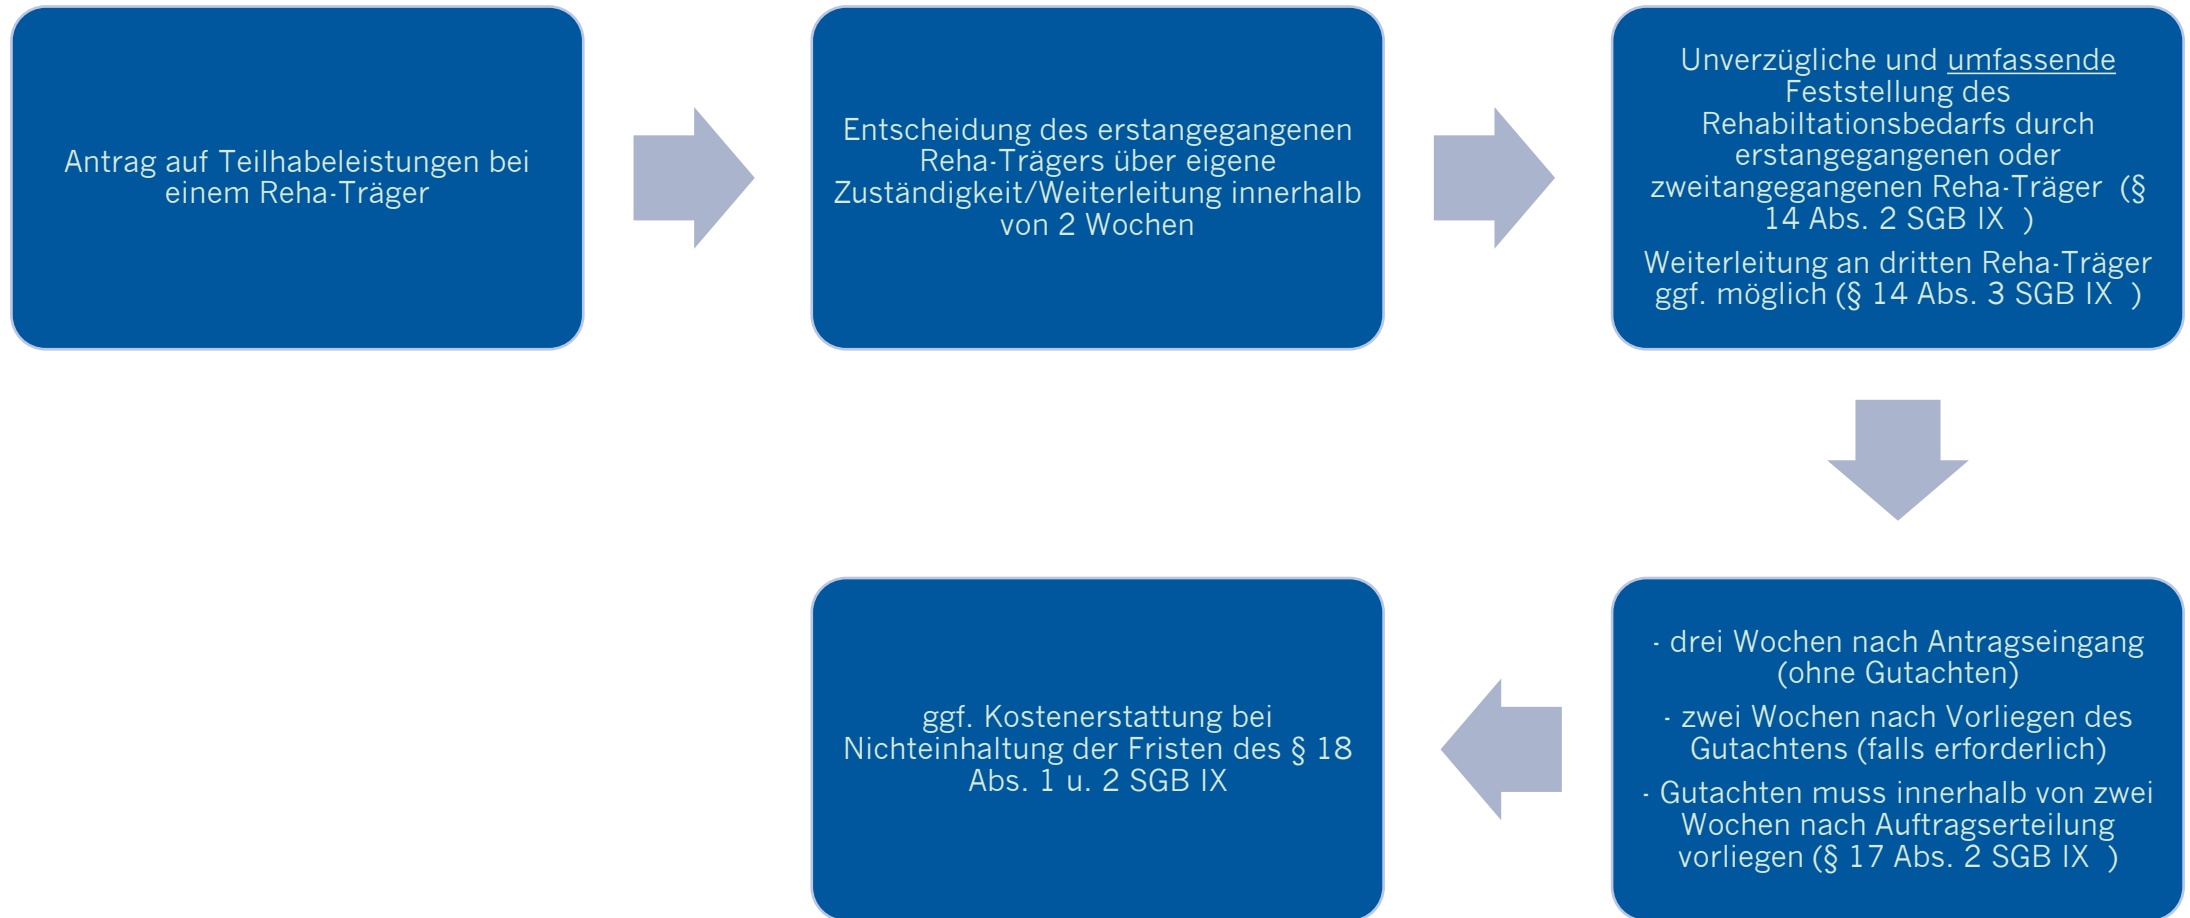 Antrag auf Teilhabeleistungen bei
einem Reha-Träger
Entscheidung des erstangegangenen
Reha-Trägers über eigene
Zuständigkeit/Weiterleitung innerhalb
von 2 Wochen
Unverzügliche und umfassende
Feststellung des
Rehabiltationsbedarfs durch
erstangegangenen oder
zweitangegangenen Reha-Träger (§
14 Abs. 2 SGB IX )
Weiterleitung an dritten Reha-Träger
ggf. möglich (§ 14 Abs. 3 SGB IX )
- drei Wochen nach Antragseingang
(ohne Gutachten)
- zwei Wochen nach Vorliegen des
Gutachtens (falls erforderlich)
- Gutachten muss innerhalb von zwei
Wochen nach Auftragserteilung
vorliegen (§ 17 Abs. 2 SGB IX )
ggf. Kostenerstattung bei
Nichteinhaltung der Fristen des § 18
Abs. 1 u. 2 SGB IX